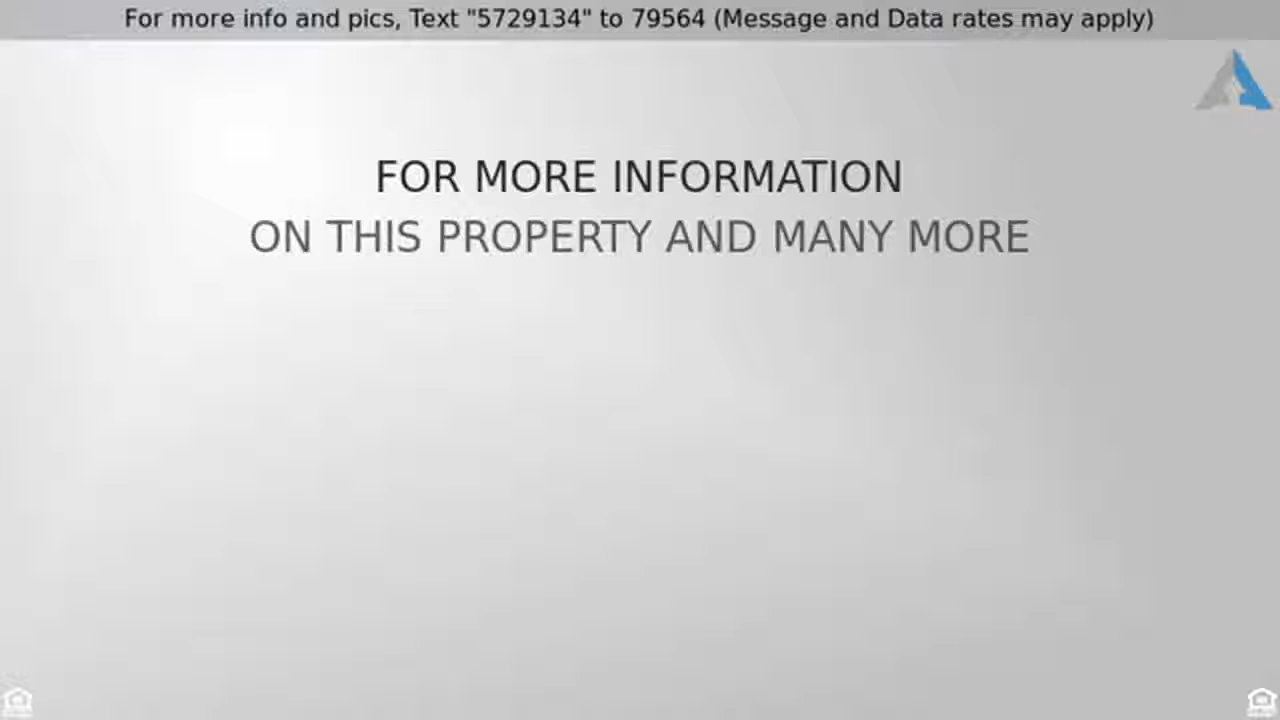 For more info and pics, Text "5729134" to 79564 (Message and Data rates may apply)
FOR MORE INFORMATION
ON THIS PROPERTY AND MANY MORE